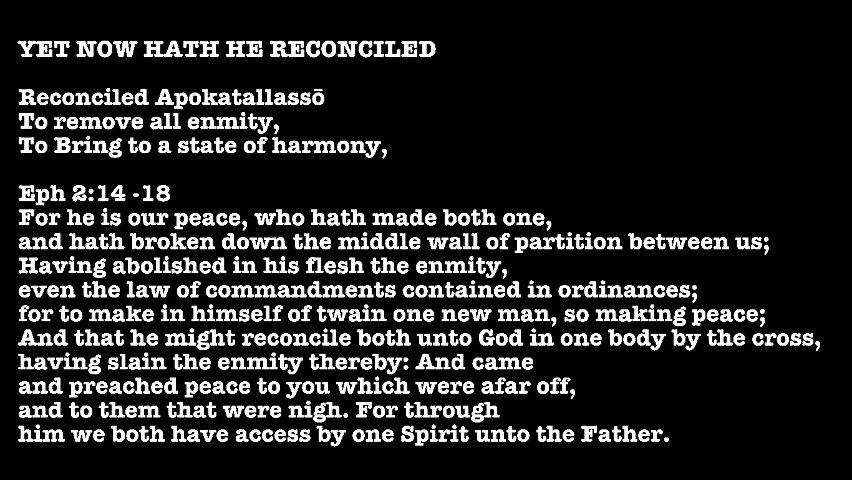 YET NOW HATH HE RECONCILED
Reconciled Apokatallassō
To remove all enmity,
To Bring to a state of harmony,
Eph 2:14 -18
For he is our peace, who hath made both one,
and hath broken down the middle wall of partition between us;
Having abolished in his flesh the enmity,
even the law of commandments contained in ordinances;
for to make in himself of twain one new man, so making peace;
And that he might reconcile both unto God in one body by the cross,
having slain the enmity thereby: And came
and preached peace to you which were afar off,
and to them that were nigh. For through
him we both have access by one Spirit unto the Father.